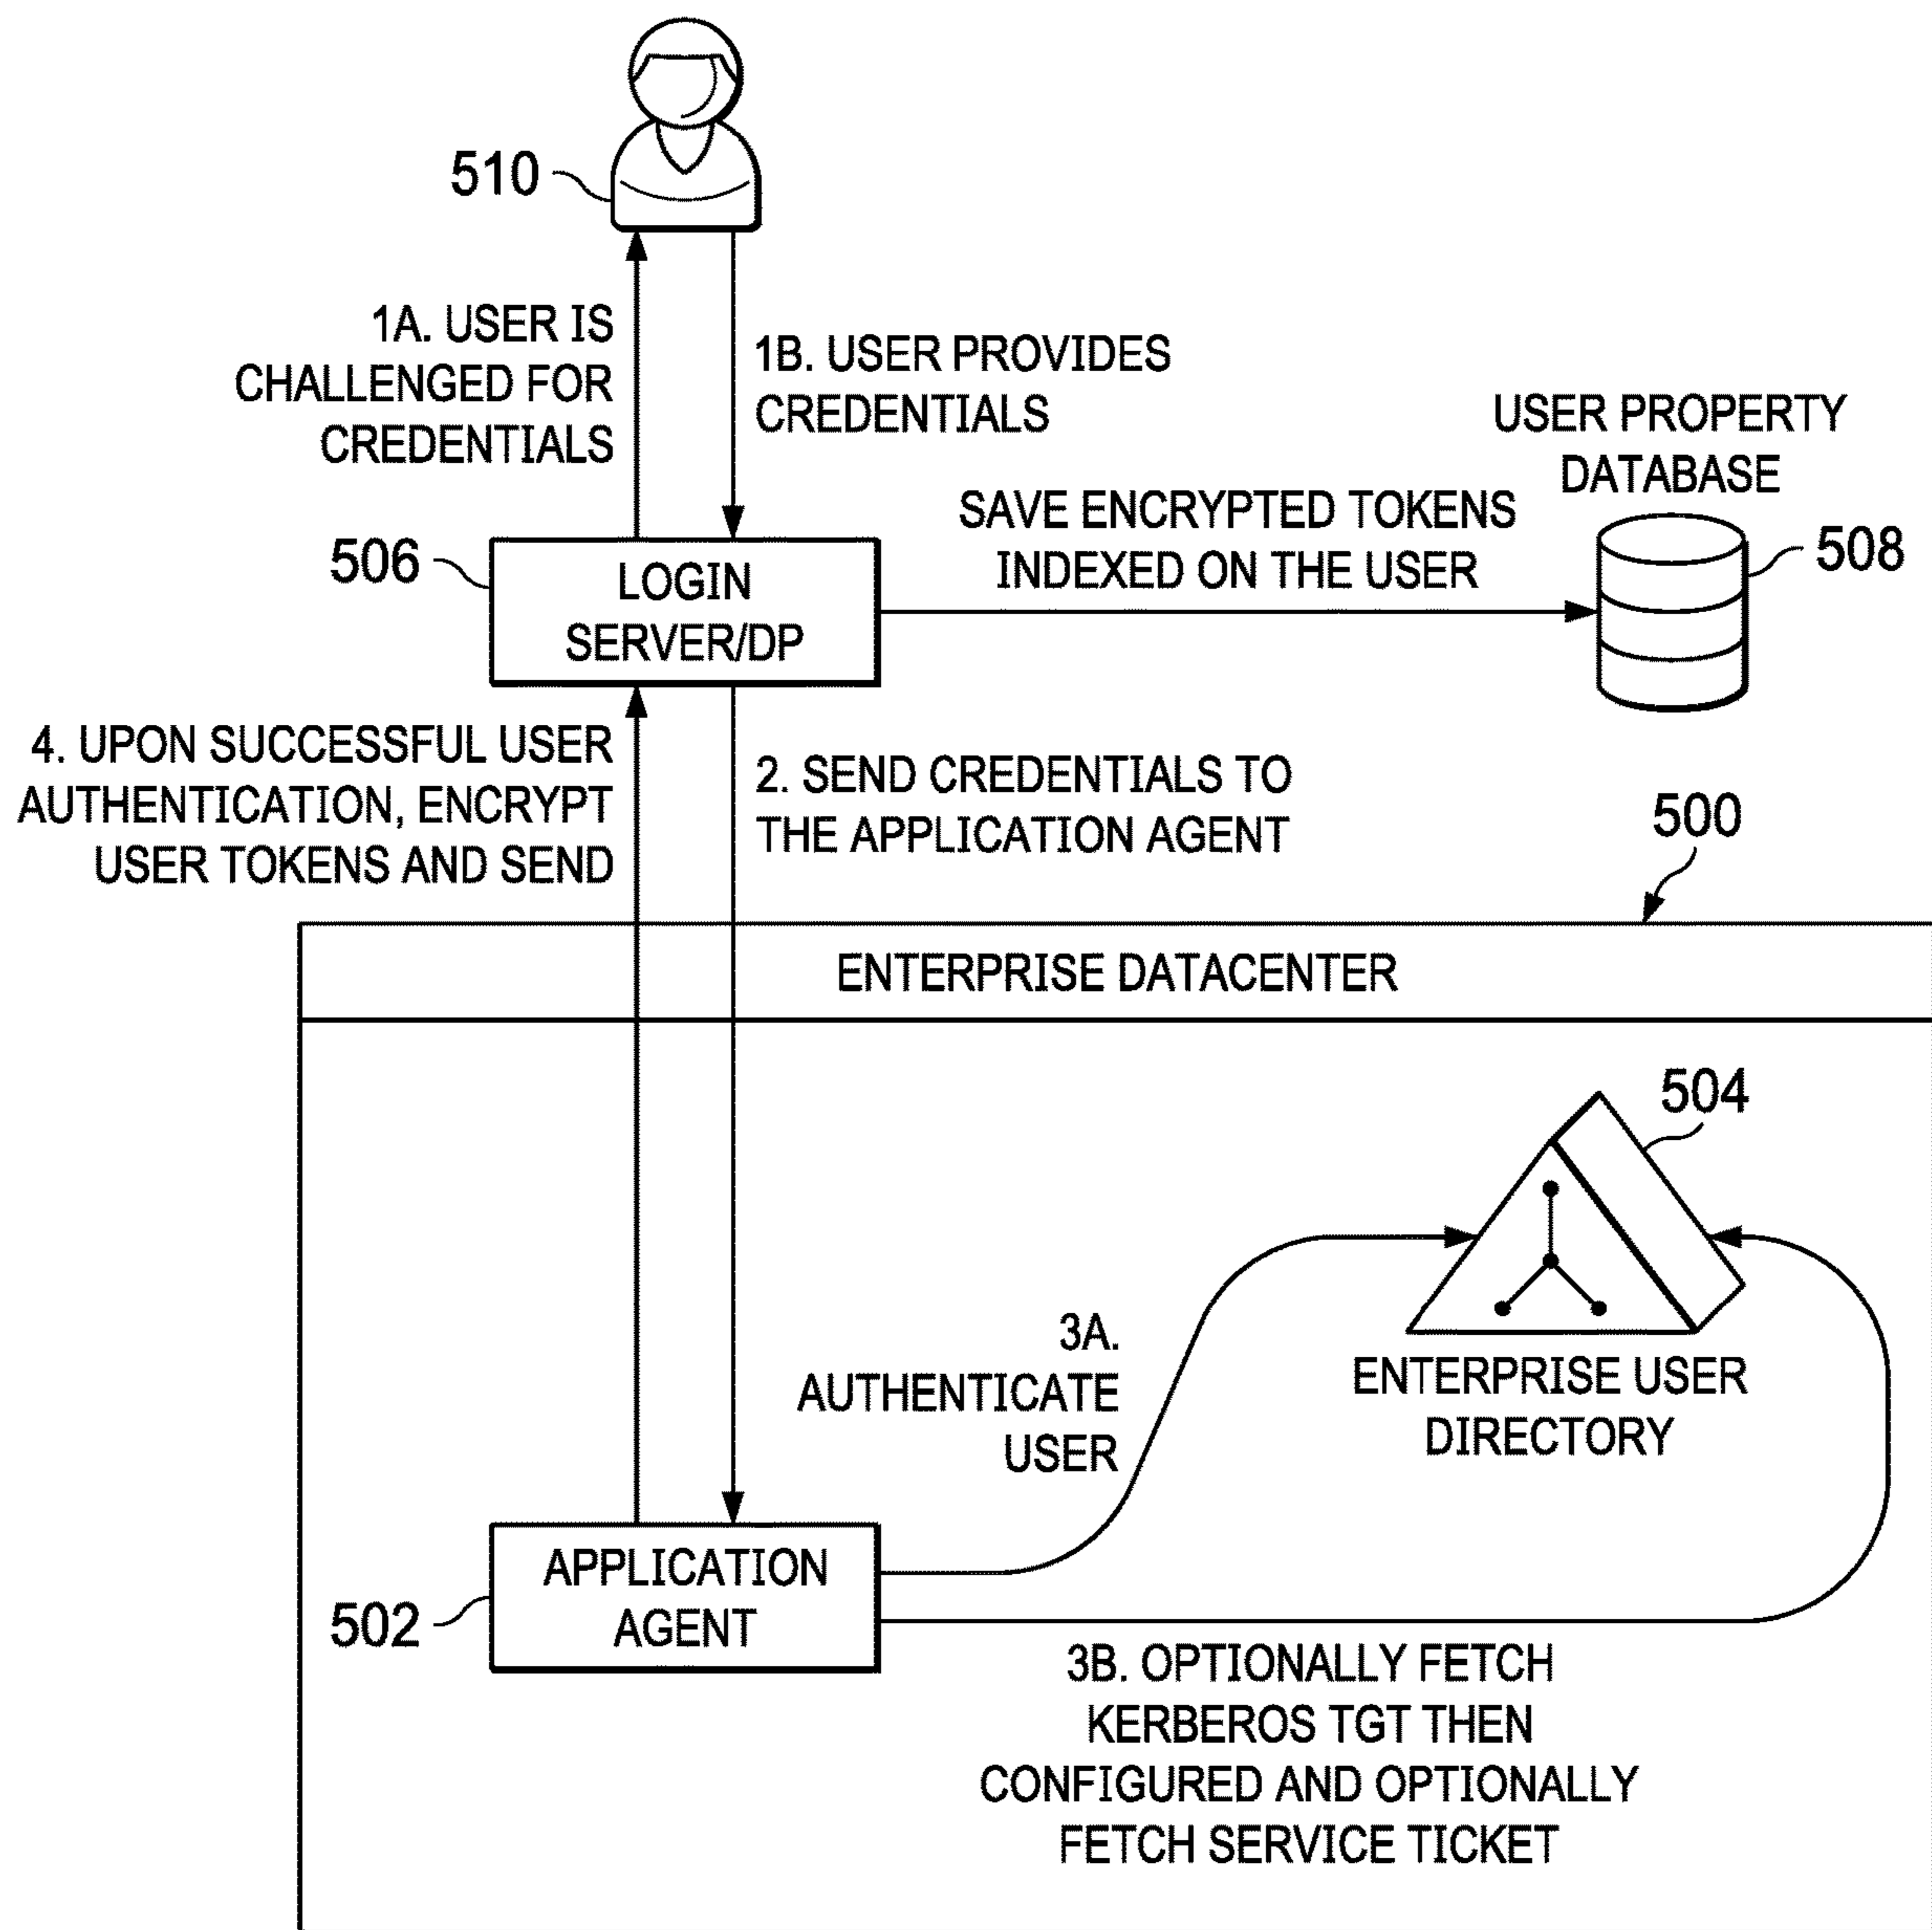 510
1A. USER IS
CHALLENGED FOR
CREDENTIALS
1B. USER PROVIDES
CREDENTIALS
USER PROPERTY
DATABASE
SAVE ENCRYPTED TOKENS
INDEXED ON THE USER
508
506
LOGIN
SERVER/DP
4. UPON SUCCESSFUL USER
AUTHENTICATION, ENCRYPT
USER TOKENS AND SEND
2. SEND CREDENTIALS TO
THE APPLICATION AGENT
500
ENTERPRISE DATACENTER
504
3A.
AUTHENTICATE
USER
ENTERPRISE USER
DIRECTORY
APPLICATION
AGENT
502
3B. OPTIONALLY FETCH
KERBEROS TGT THEN
CONFIGURED AND OPTIONALLY
FETCH SERVICE TICKET